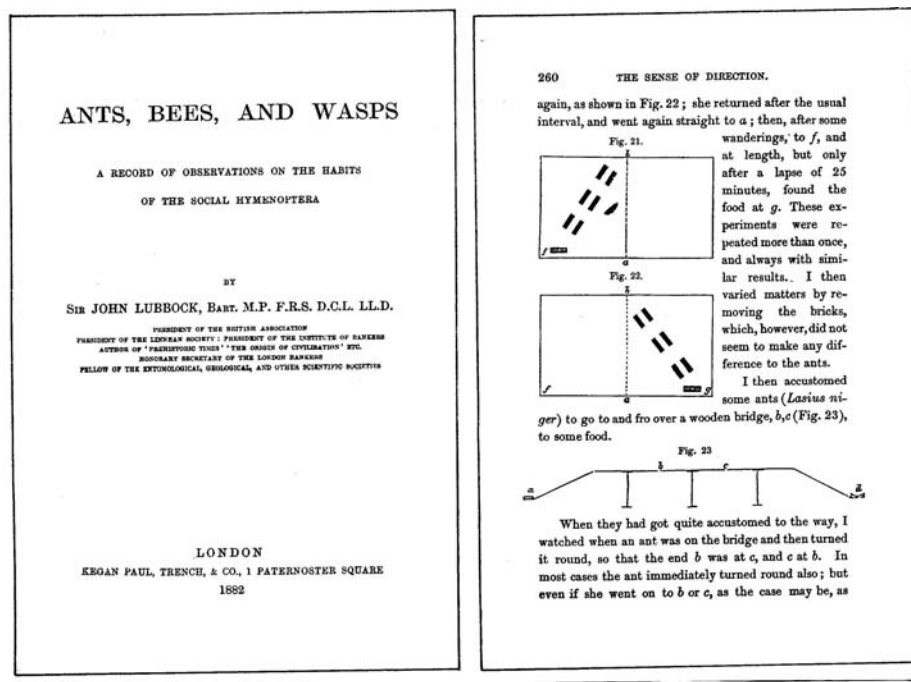 ANTS, BEES, AND WASPS
A RECORD OF OBSERVATIONS ON THE HABITS
OF THE SOCIAL HYMENOPTERA
BY
SIR JOHN LUBBOCK, BART. M.P. F.R.S. D.C.L. LL.D.
PRESIDENT OF THE BRITISH ASSOCIATION
PRESIDENT OF THE LINNEAN SOCIETY : PRESIDENT OF THE INSTITUTE OF BANKERS
AUTHOR OF 'PREHISTORIC TIMES' 'THE ORIGIN OF CIVILISATION' ETC.
HONORARY SECRETARY OF THE LONDON BANKERS
FELLOW OF THE ENTOMOLOGICAL, GEOLOGICAL, AND OTHER SCIENTIFIC SOCIETIES
LONDON
KEGAN PAUL, TRENCH, & CO., 1 PATERNOSTER SQUARE
1882
260 THE SENSE OF DIRECTION.
again, as shown in Fig. 22 ; she returned after the usual
interval, and went again straight to a ; then, after some
Fig. 21.
b
f
a
Fig. 22.
b
f
a
g
wanderings, to f, and
at length, but only
after a lapse of 25
minutes, found the
food at g. These ex-
periments were re-
peated more than once,
and always with simi-
lar results. I then
varied matters by re-
moving the bricks,
which, however, did not
seem to make any dif-
ference to the ants.
I then accustomed
some ants (Lasius ni-
ger) to go to and fro over a wooden bridge, b,c (Fig. 23),
to some food.
Fig. 23
a b c d
When they had got quite accustomed to the way, I
watched when an ant was on the bridge and then turned
it round, so that the end b was at c, and c at b. In
most cases the ant immediately turned round also ; but
even if she went on to b or c, as the case may be, as